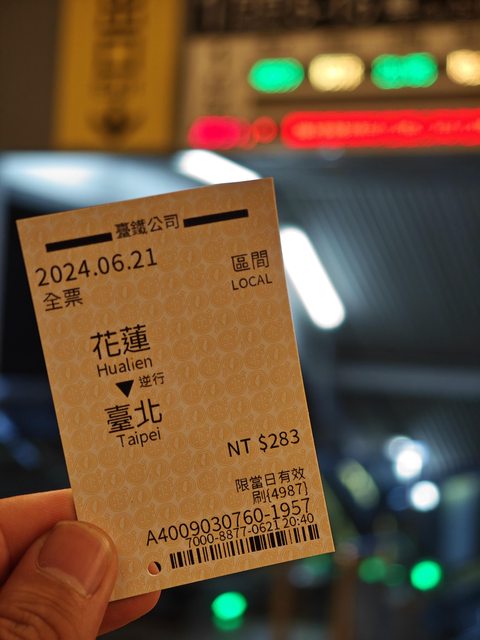 臺鐵公司
2024.06.21
區間
全票
LOCAL
花蓮
Hualien
逆行
臺北
Taipei
NT $283
限當日有效
刷[4987]
A4009030760-1957
7000-8877-0621 20:40